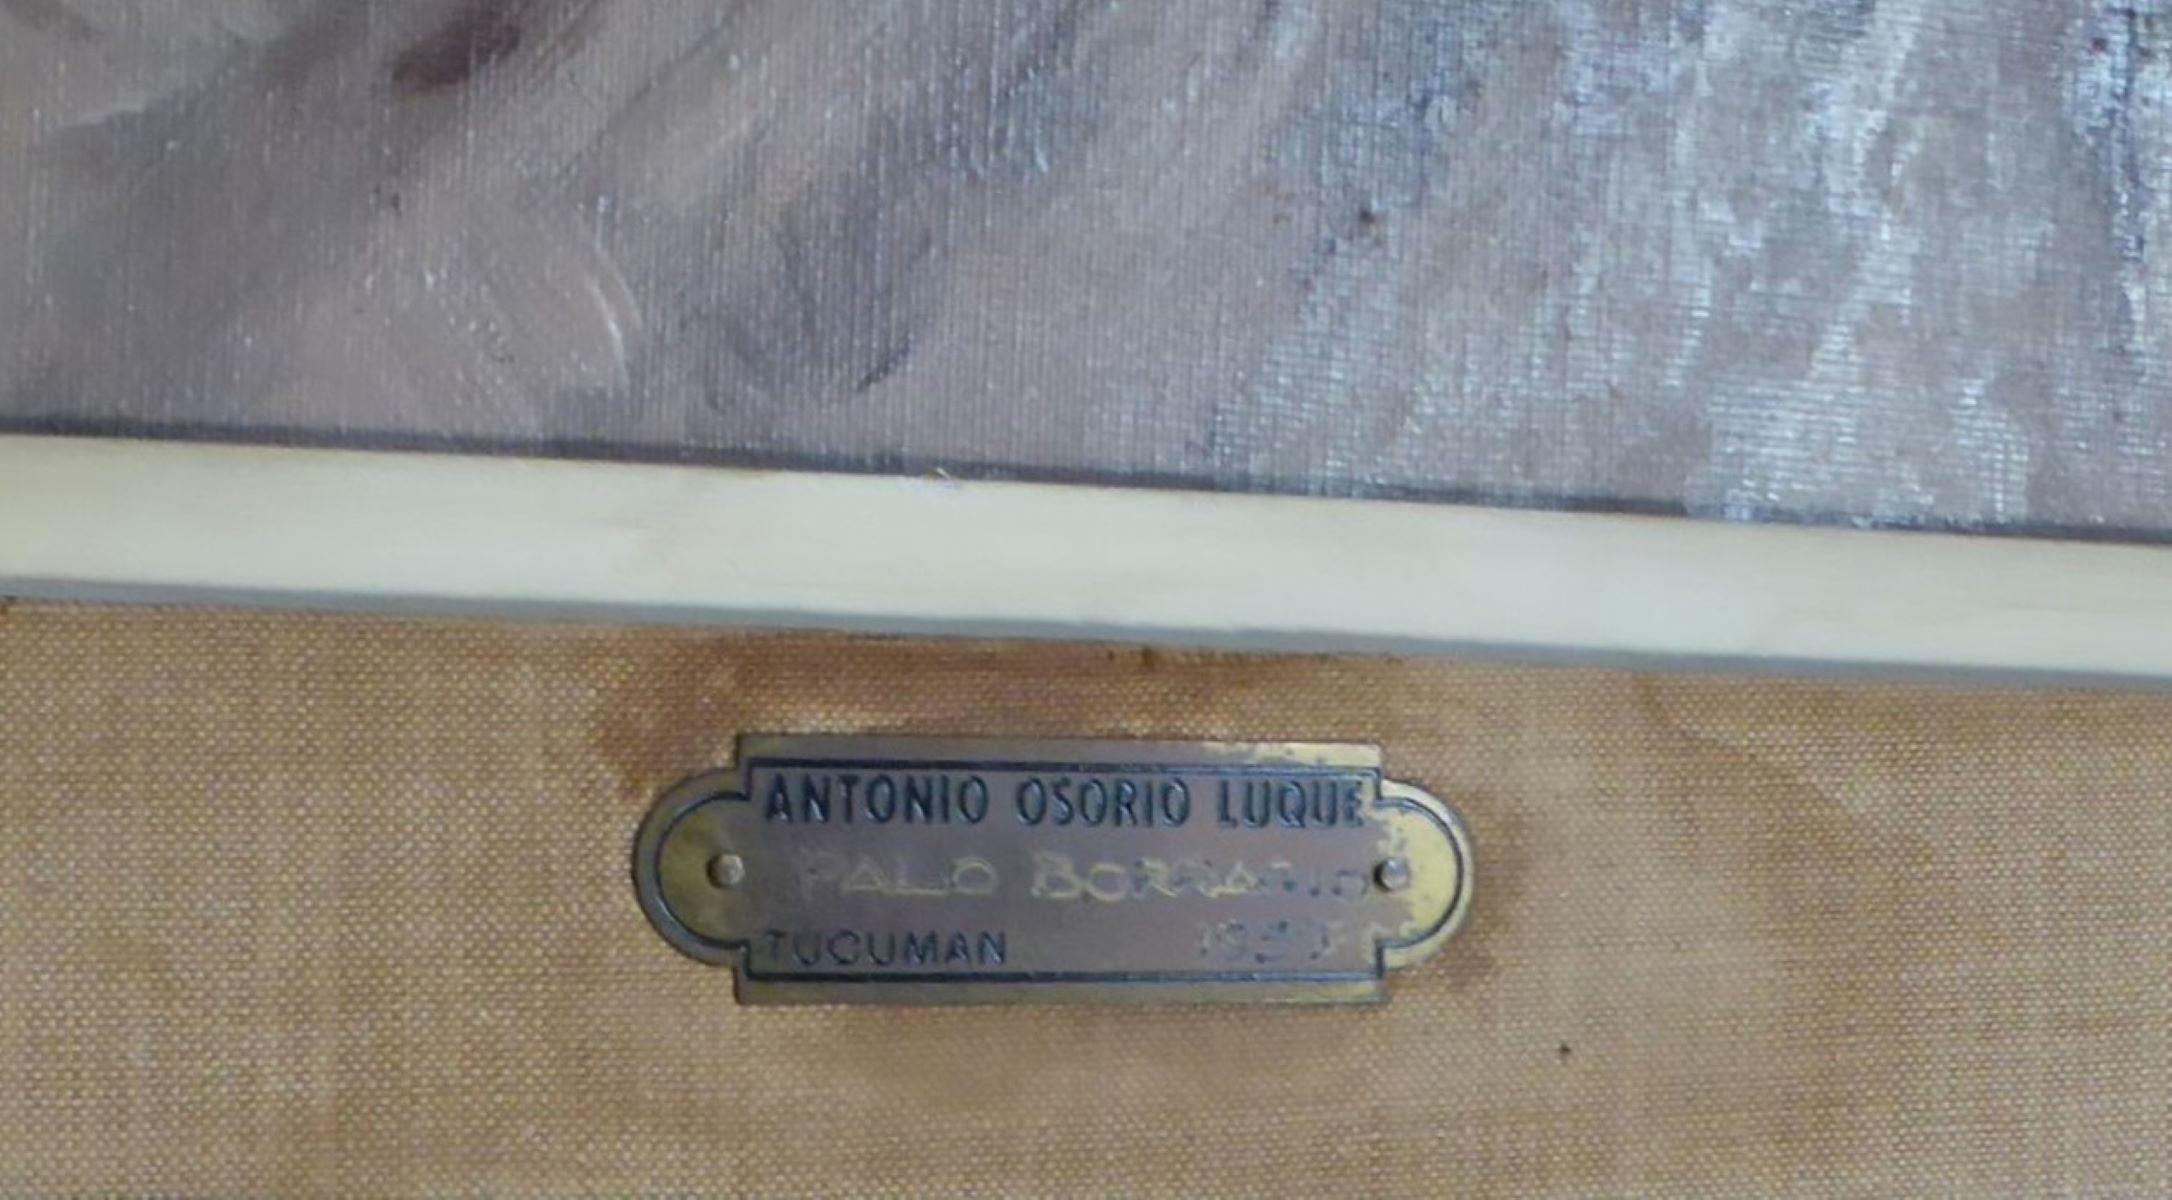 ANTONIO OSORIO LUQUE
PALO BORRACHO
TUCUMAN